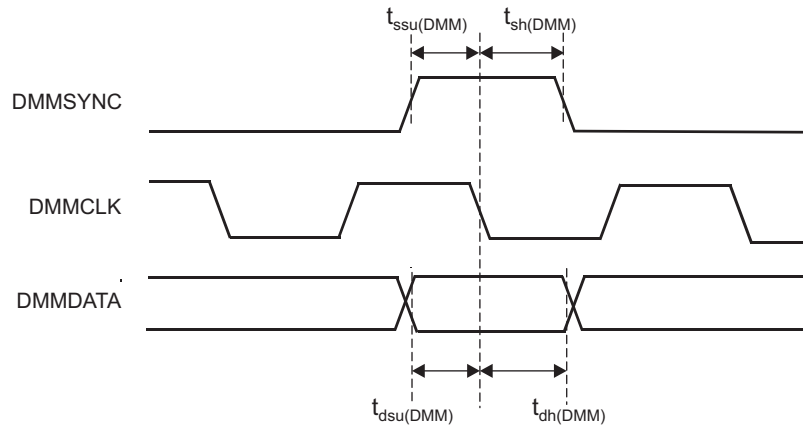 tssu(DMM) tsh(DMM)
DMMSYNC
DMMCLK
DMMDATA
tdsu(DMM) tdh(DMM)